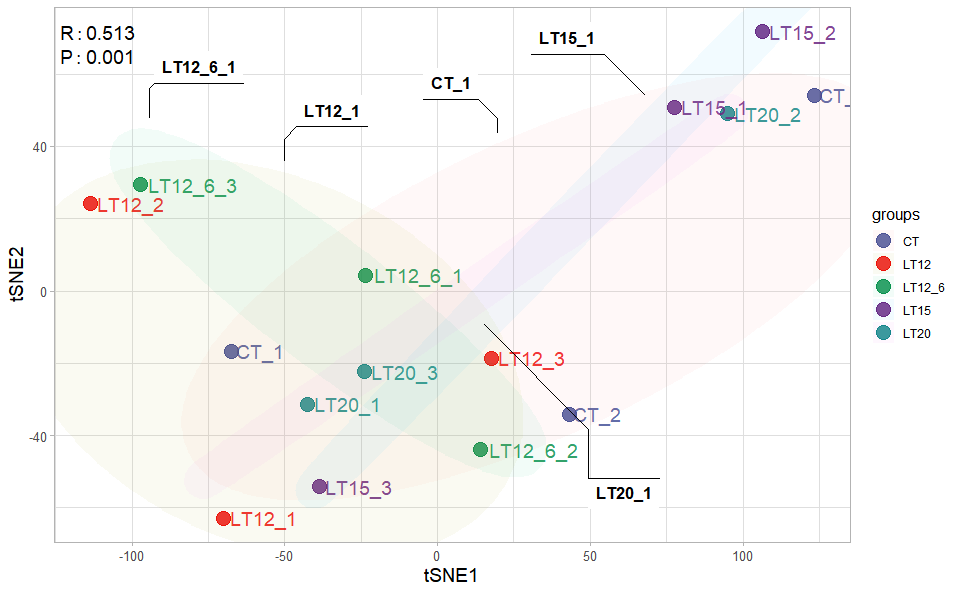 R : 0.513
P : 0.001
LT12_6_1
LT12_1
CT_1
LT15_1
LT15_2
CT_
LT15_1
LT20_2
LT12_6_3
LT12_2
LT12_6_1
CT_1
LT20_3
LT12_3
LT20_1
CT_2
LT12_6_2
LT15_3
LT20_1
LT12_1
40
0
-40
-100
-50
0
50
100
tSNE1
tSNE2
groups
CT
LT12
LT12_6
LT15
LT20